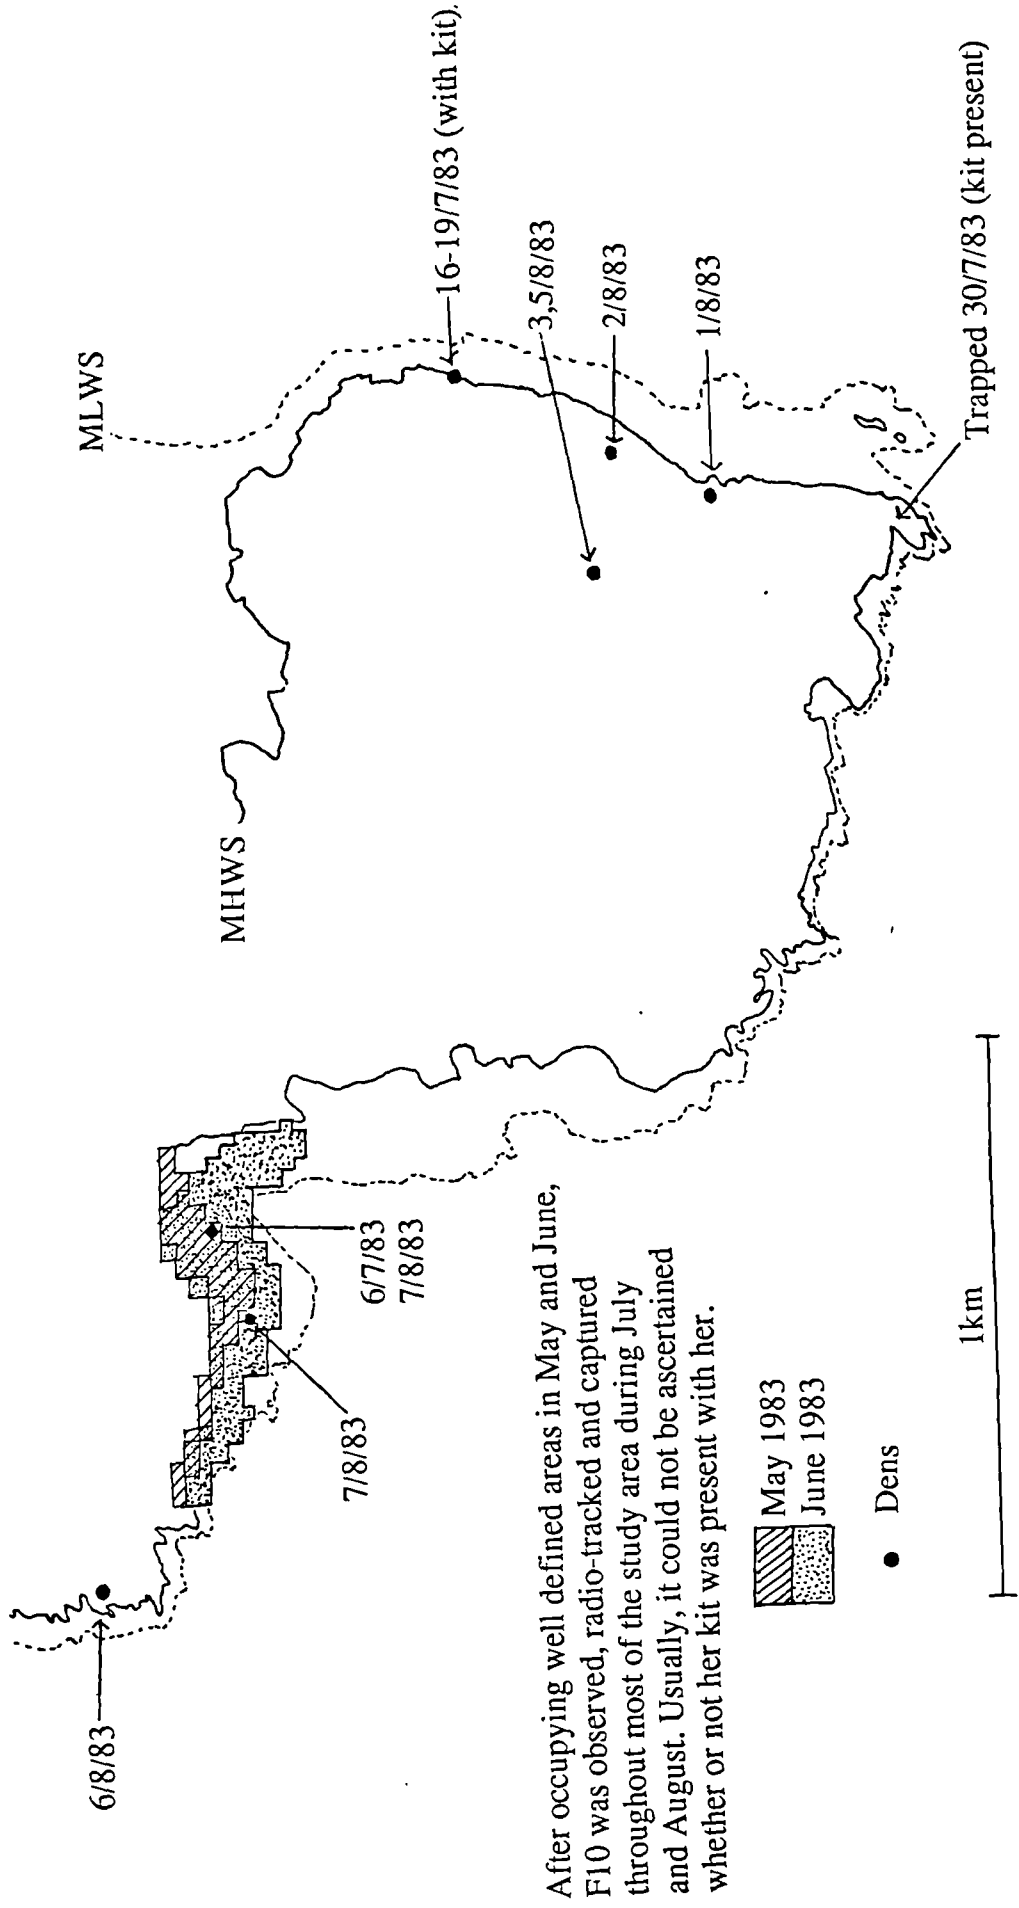 MLWS
MHWS
16-19/7/83 (with kit).
3,5/8/83
2/8/83
1/8/83
Trapped 30/7/83 (kit present)
6/7/83
7/8/83
7/8/83
6/8/83
After occupying well defined areas in May and June,
F10 was observed, radio-tracked and captured
throughout most of the study area during July
and August. Usually, it could not be ascertained
whether or not her kit was present with her.
May 1983
June 1983
Dens
1km